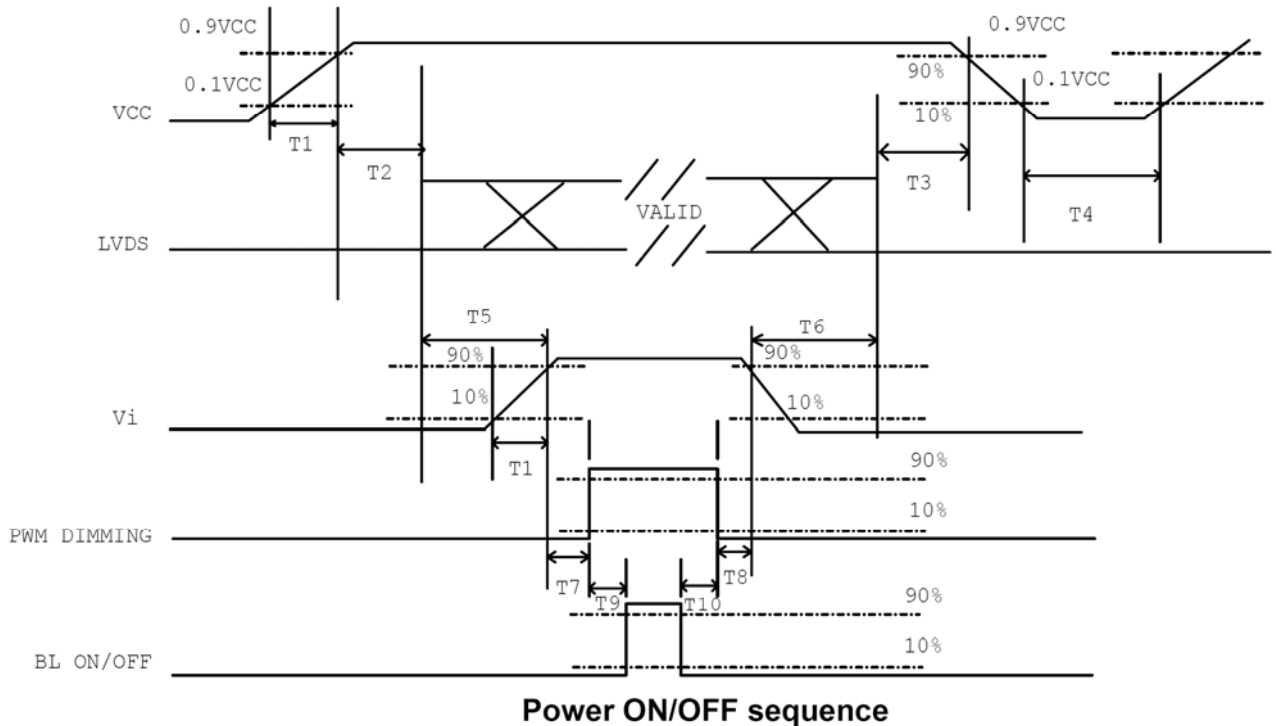 0.9VCC
0.9VCC
90%
0.1VCC
0.1VCC
VCC
10%
T1
T2
T3
T4
VALID
LVDS
T5
T6
90%
90%
10%
10%
Vi
T1
90%
10%
PWM DIMMING
T7
T8
T9
T10
90%
10%
BL ON/OFF
Power ON/OFF sequence